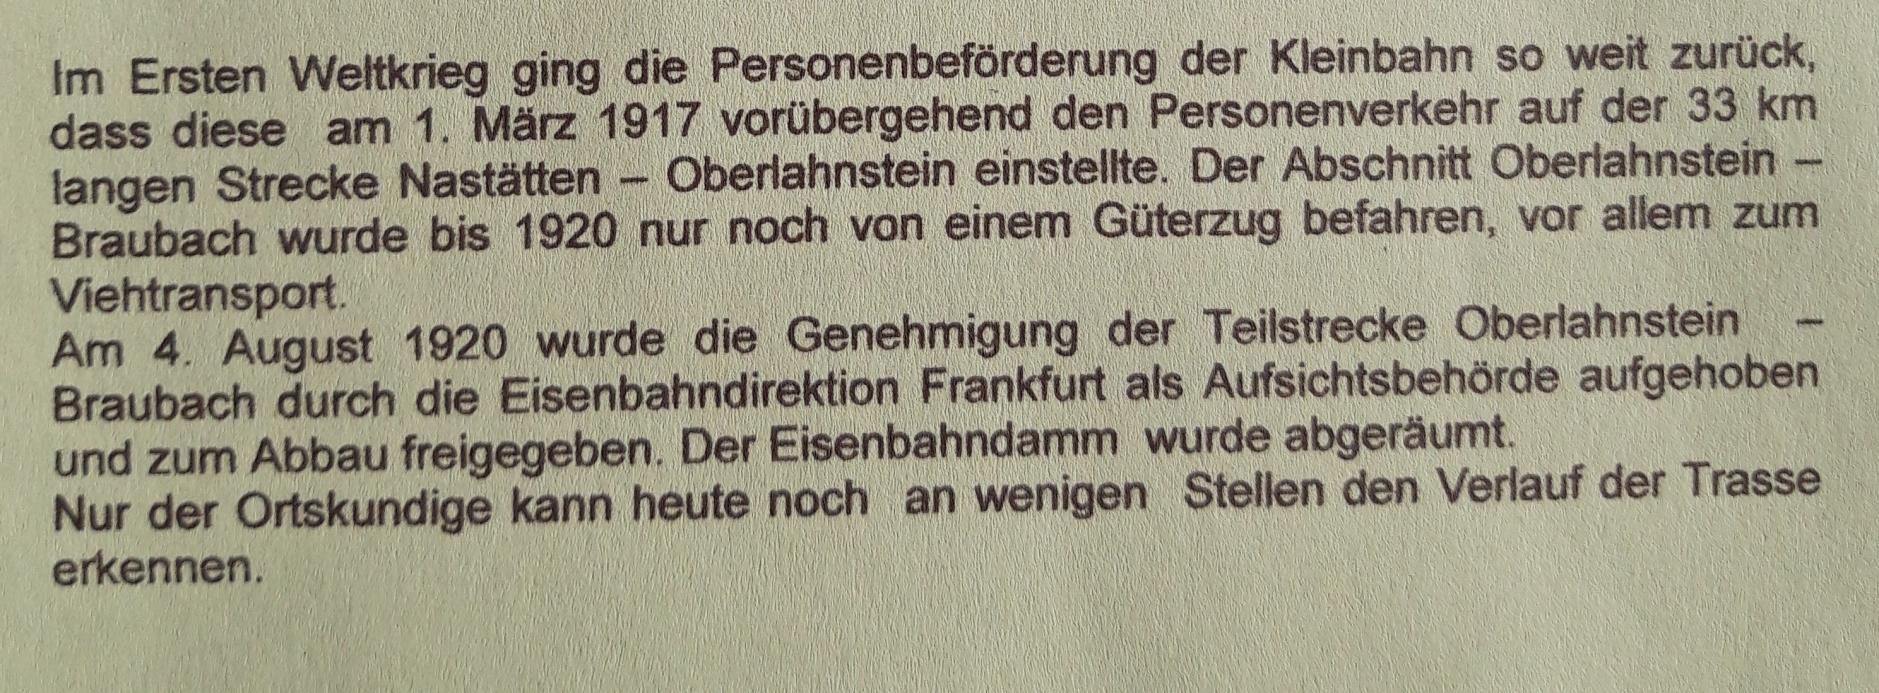 Im Ersten Weltkrieg ging die Personenbeförderung der Kleinbahn so weit zurück,
dass diese am 1. März 1917 vorübergehend den Personenverkehr auf der 33 km
langen Strecke Nastätten – Oberlahnstein einstellte. Der Abschnitt Oberlahnstein –
Braubach wurde bis 1920 nur noch von einem Güterzug befahren, vor allem zum
Viehtransport.
Am 4. August 1920 wurde die Genehmigung der Teilstrecke Oberlahnstein –
Braubach durch die Eisenbahndirektion Frankfurt als Aufsichtsbehörde aufgehoben
und zum Abbau freigegeben. Der Eisenbahndamm wurde abgeräumt.
Nur der Ortskundige kann heute noch an wenigen Stellen den Verlauf der Trasse
erkennen.